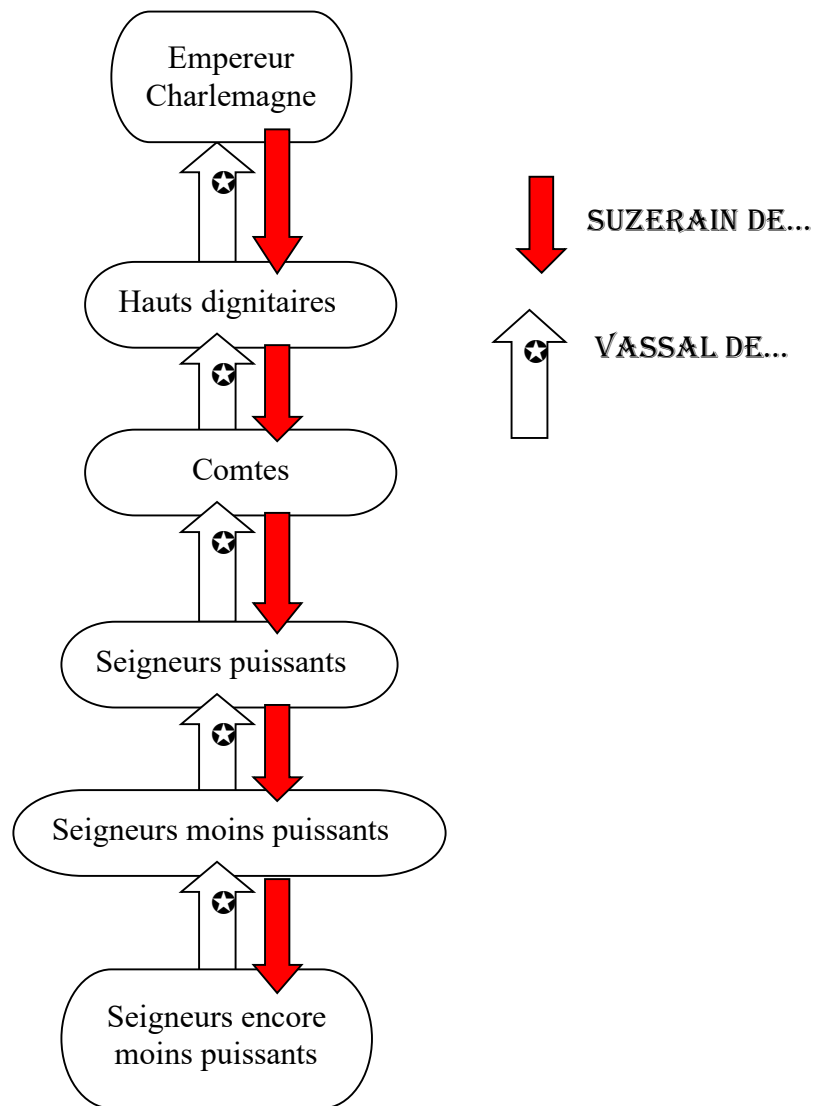 Empereur
Charlemagne
SUZERAIN DE...
Hauts dignitaires
VASSAL DE...
Comtes
Seigneurs puissants
Seigneurs moins puissants
Seigneurs encore
moins puissants